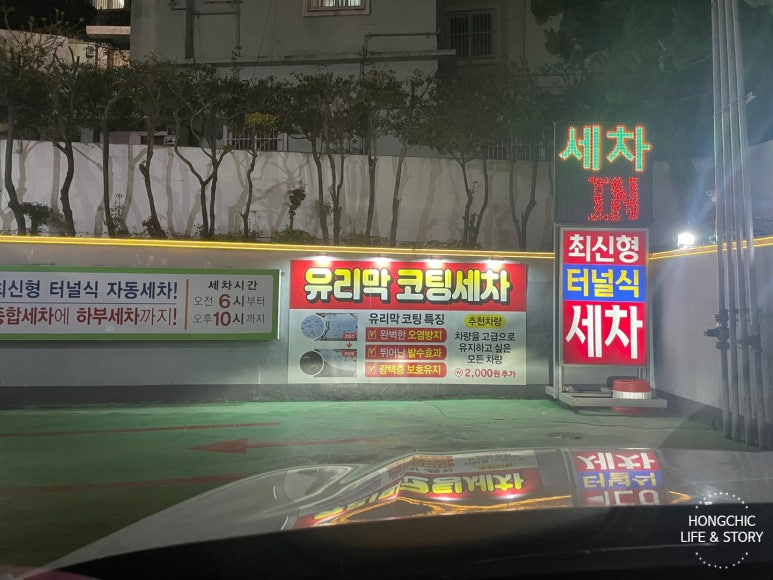 세차
IN
최신형
터널식
세차
최신형 터널식 자동세차!
종합세차에 하부세차까지!
세차시간
오전 6시부터
오후10시까지
유리막 코팅세차
유리막 코팅 특징
완벽한 오염방지
뛰어난 발수효과
광택층 보호유지
추천차량
차량을 고급으로
유지하고 싶은
모든 차량
₩ 2,000원 추가
HONGCHIC
LIFE & STORY